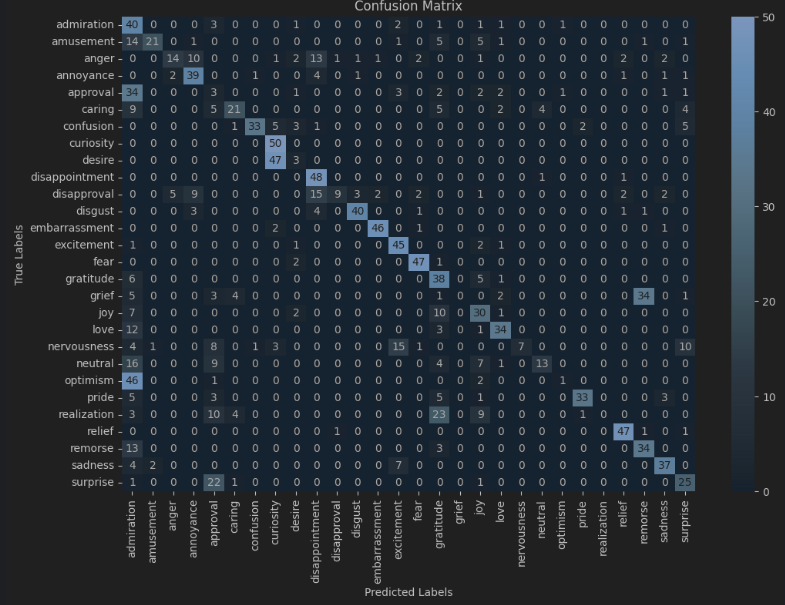 Confusion Matrix
admiration 40 0 0 0 3 0 0 0 1 0 0 0 0 2 0 1 0 1 1 0 0 1 0 0 0 0 0 0
amusement 14 21 0 1 0 0 0 0 0 0 0 0 0 1 0 5 0 5 1 0 0 0 0 0 0 1 0 1
anger 0 0 14 10 0 0 0 1 2 13 1 1 1 0 2 0 0 1 0 0 0 0 0 0 2 0 2 0
annoyance 0 0 2 39 0 0 1 0 0 4 0 1 0 0 0 0 0 0 0 0 0 0 0 0 1 0 1 1
approval 34 0 0 0 3 0 0 0 1 0 0 0 0 3 0 2 0 2 2 0 0 1 0 0 0 0 1 1
caring 9 0 0 0 5 21 0 0 0 0 0 0 0 0 0 5 0 0 2 0 4 0 0 0 0 0 0 4
confusion 0 0 0 0 0 1 33 5 3 1 0 0 0 0 0 0 0 0 0 0 0 0 2 0 0 0 0 5
curiosity 0 0 0 0 0 0 0 50 0 0 0 0 0 0 0 0 0 0 0 0 0 0 0 0 0 0 0 0
desire 0 0 0 0 0 0 0 47 3 0 0 0 0 0 0 0 0 0 0 0 0 0 0 0 0 0 0 0
disappointment 0 0 0 0 0 0 0 0 0 48 0 0 0 0 0 0 0 0 0 0 1 0 0 0 1 0 0 0
disapproval 0 0 5 9 0 0 0 0 0 15 9 3 2 0 2 0 0 1 0 0 0 0 0 0 2 0 2 0
disgust 0 0 0 3 0 0 0 0 0 4 0 40 0 0 1 0 0 0 0 0 0 0 0 0 1 1 0 0
embarrassment 0 0 0 0 0 0 0 2 0 0 0 0 46 0 1 0 0 0 0 0 0 0 0 0 0 0 1 0
excitement 1 0 0 0 0 0 0 0 1 0 0 0 0 45 0 0 0 2 1 0 0 0 0 0 0 0 0 0
fear 0 0 0 0 0 0 0 0 2 0 0 0 0 0 47 1 0 0 0 0 0 0 0 0 0 0 0 0
gratitude 6 0 0 0 0 0 0 0 0 0 0 0 0 0 0 38 0 5 1 0 0 0 0 0 0 0 0 0
grief 5 0 0 0 3 4 0 0 0 0 0 0 0 0 0 1 0 0 2 0 0 0 0 0 0 34 0 1
joy 7 0 0 0 0 0 0 0 2 0 0 0 0 0 0 10 0 30 1 0 0 0 0 0 0 0 0 0
love 12 0 0 0 0 0 0 0 0 0 0 0 0 0 0 3 0 1 34 0 0 0 0 0 0 0 0 0
nervousness 4 1 0 0 8 0 1 3 0 0 0 0 0 15 1 0 0 0 0 7 0 0 0 0 0 0 0 10
neutral 16 0 0 0 9 0 0 0 0 0 0 0 0 0 0 4 0 7 1 0 13 0 0 0 0 0 0 0
optimism 46 0 0 0 1 0 0 0 0 0 0 0 0 0 0 0 0 2 0 0 0 1 0 0 0 0 0 0
pride 5 0 0 0 3 0 0 0 0 0 0 0 0 0 0 5 0 1 0 0 0 0 33 0 0 0 3 0
realization 3 0 0 0 10 4 0 0 0 0 0 0 0 0 0 23 0 9 0 0 0 0 1 0 0 0 0 0
relief 0 0 0 0 0 0 0 0 0 0 1 0 0 0 0 0 0 0 0 0 0 0 0 0 47 1 0 1
remorse 13 0 0 0 0 0 0 0 0 0 0 0 0 0 0 3 0 0 0 0 0 0 0 0 0 34 0 0
sadness 4 2 0 0 0 0 0 0 0 0 0 0 0 7 0 0 0 0 0 0 0 0 0 0 0 0 37 0
surprise 1 0 0 0 22 1 0 0 0 0 0 0 0 0 0 0 0 1 0 0 0 0 0 0 0 0 0 25
admiration amusement anger annoyance approval caring confusion curiosity desire disappointment disapproval disgust embarrassment excitement fear gratitude grief joy love nervousness neutral optimism pride realization relief remorse sadness surprise
True Labels
Predicted Labels
50
40
30
20
10
0